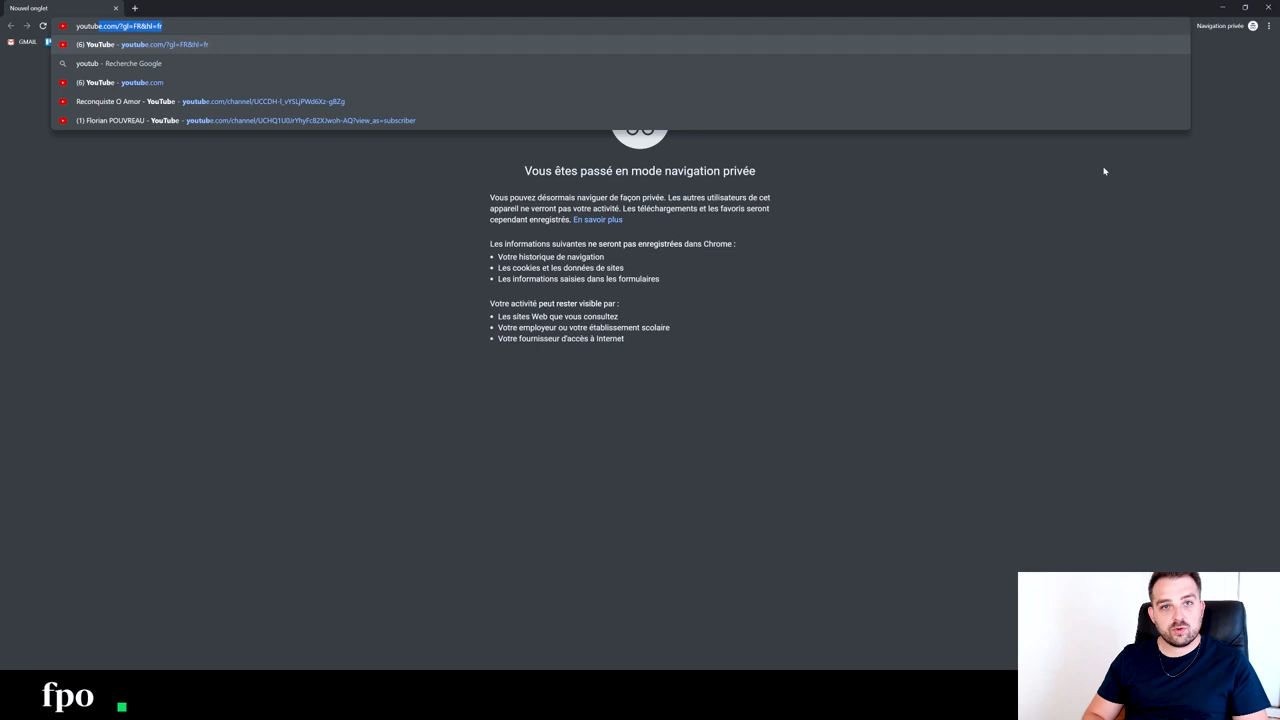 Nouvel onglet
youtube.com/?gl=FR&hl=fr
Navigation privée
GMAIL
(6) YouTube - youtube.com/?gl=FR&hl=fr
youtub - Recherche Google
(6) YouTube - youtube.com
Reconquiste O Amor - YouTube - youtube.com/channel/UCCDH-l_vYSLjPWd6Xz-gBZg
(1) Florian POUVREAU - YouTube - youtube.com/channel/UCHQ1U0JrYhyFc82XJwoh-AQ?view_as=subscriber
Vous êtes passé en mode navigation privée
Vous pouvez désormais naviguer de façon privée. Les autres utilisateurs de cet
appareil ne verront pas votre activité. Les téléchargements et les favoris seront
cependant enregistrés. En savoir plus
Les informations suivantes ne seront pas enregistrées dans Chrome :
• Votre historique de navigation
• Les cookies et les données de sites
• Les informations saisies dans les formulaires
Votre activité peut rester visible par :
• Les sites Web que vous consultez
• Votre employeur ou votre établissement scolaire
• Votre fournisseur d'accès à Internet
fpo